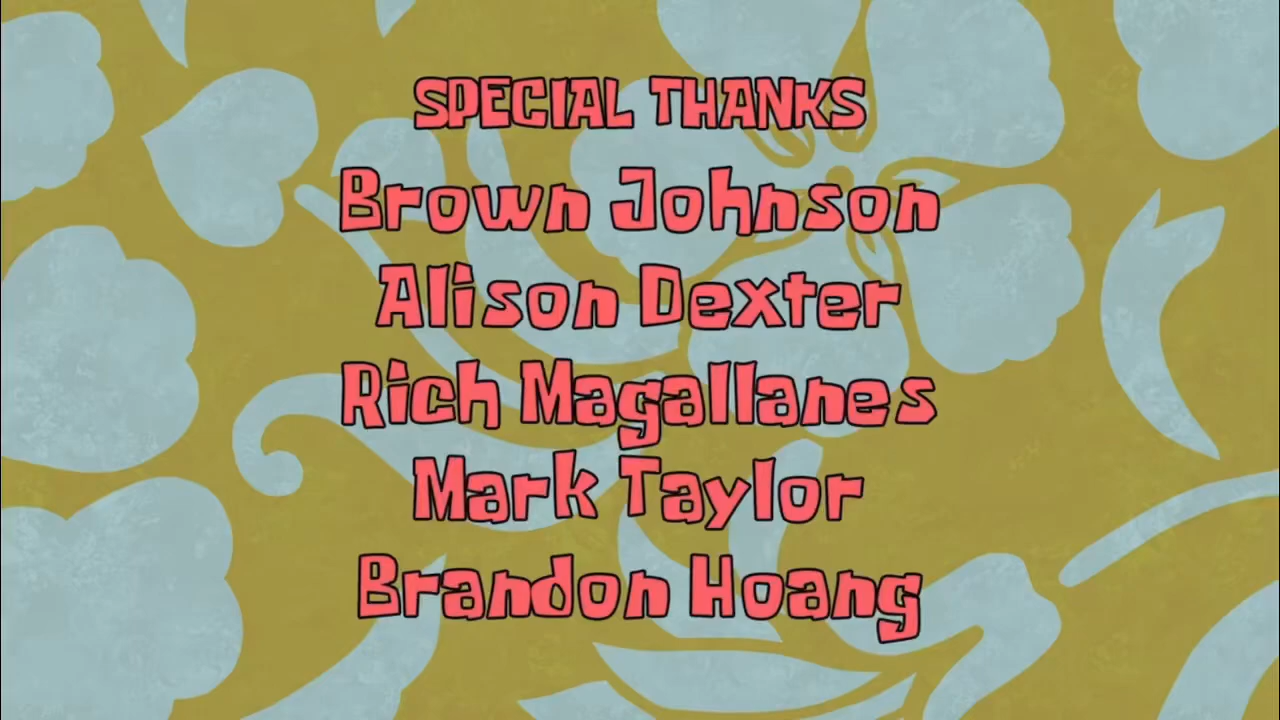 SPECIAL THANKS
Brown Johnson
Alison Dexter
Rich Magallanes
Mark Taylor
Brandon Hoang